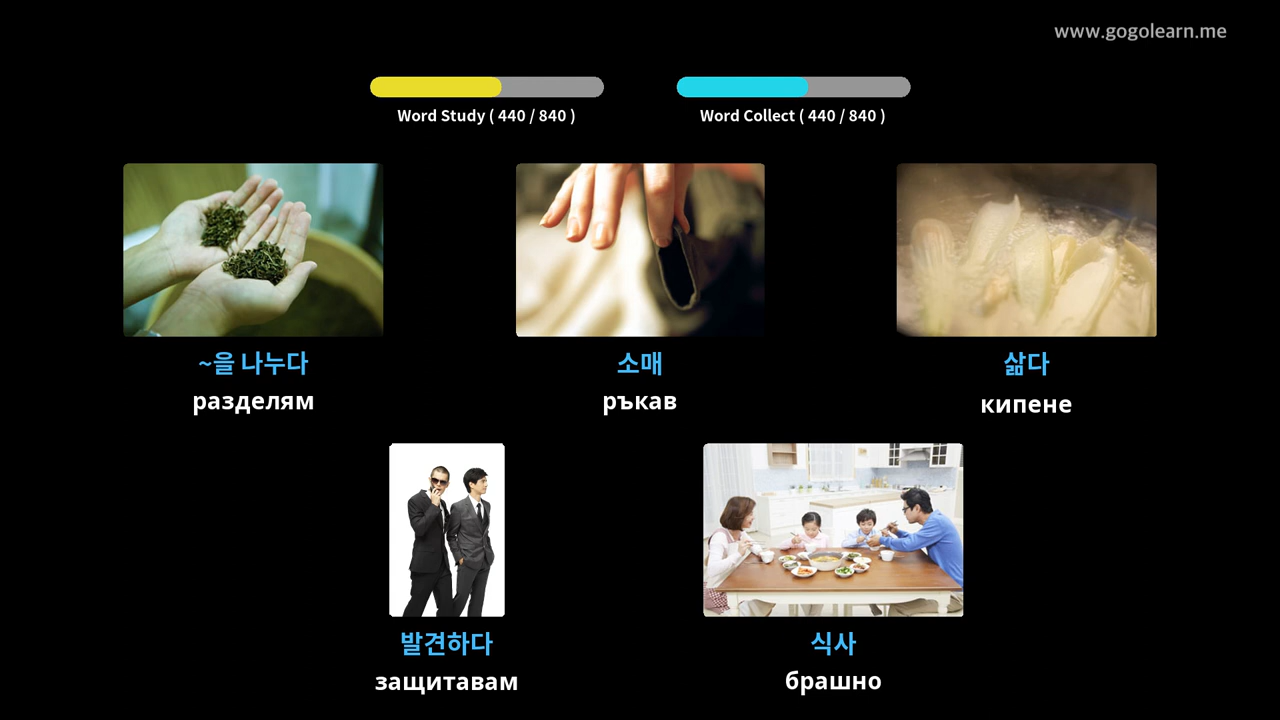 www.gogolearn.me
Word Study ( 440 / 840 )
Word Collect ( 440 / 840 )
~을 나누다
разделям
소매
ръкав
삶다
кипене
발견하다
защитавам
식사
брашно